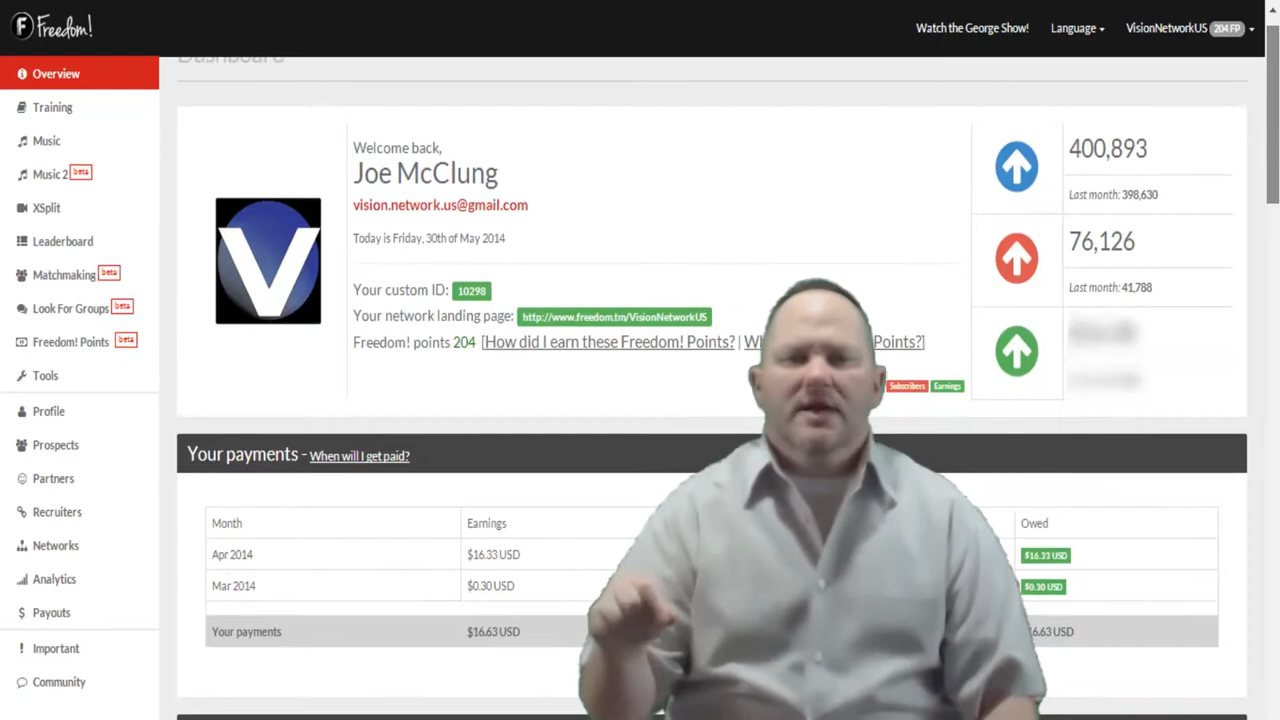 F Freedom!
Watch the George Show!
Language
VisionNetworkUS 204 FP
Overview
Training
Music
Music 2 beta
XSplit
Leaderboard
Matchmaking beta
Look For Groups beta
Freedom! Points beta
Tools
Profile
Prospects
Partners
Recruiters
Networks
Analytics
Payouts
Important
Community
Dashboard
V
Welcome back,
Joe McClung
vision.network.us@gmail.com
Today is Friday, 30th of May 2014
Your custom ID: 10298
Your network landing page: http://www.freedom.tm/VisionNetworkUS
Freedom! points 204 [How did I earn these Freedom! Points? | Points?]
Subscribers Earnings
400,893
Last month: 398,630
76,126
Last month: 41,788
Your payments - When will I get paid?
Month Earnings Owed
Apr 2014 $16.33 USD $16.33 USD
Mar 2014 $0.30 USD $0.30 USD
Your payments $16.63 USD 16.63 USD